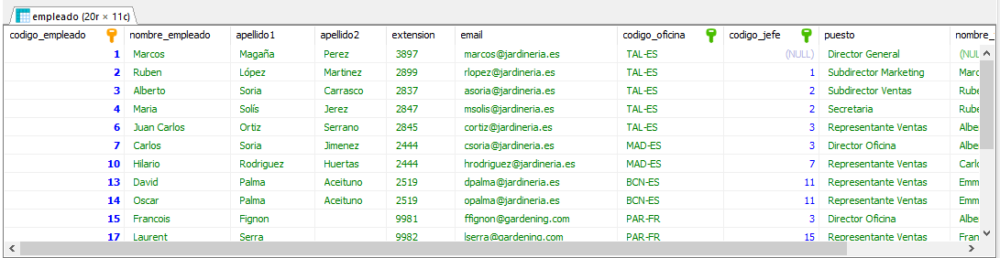 empleado (20r × 11c)
codigo_empleado nombre_empleado apellido1 apellido2 extension email codigo_oficina codigo_jefe puesto nombre_
1 Marcos Magaña Perez 3897 marcos@jardineria.es TAL-ES (NULL) Director General (NUL
2 Ruben López Martinez 2899 rlopez@jardineria.es TAL-ES 1 Subdirector Marketing Marc
3 Alberto Soria Carrasco 2837 asoria@jardineria.es TAL-ES 2 Subdirector Ventas Rube
4 Maria Solís Jerez 2847 msolis@jardineria.es TAL-ES 2 Secretaria Rube
6 Juan Carlos Ortiz Serrano 2845 cortiz@jardineria.es TAL-ES 3 Representante Ventas Albe
7 Carlos Soria Jimenez 2444 csoria@jardineria.es MAD-ES 3 Director Oficina Albe
10 Hilario Rodriguez Huertas 2444 hrodriguez@jardineria.es MAD-ES 7 Representante Ventas Carlo
13 David Palma Aceituno 2519 dpalma@jardineria.es BCN-ES 11 Representante Ventas Emm
14 Oscar Palma Aceituno 2519 opalma@jardineria.es BCN-ES 11 Representante Ventas Emm
15 Francois Fignon 9981 ffignon@gardening.com PAR-FR 3 Director Oficina Albe
17 Laurent Serra 9982 lserra@gardening.com PAR-FR 15 Representante Ventas Fran